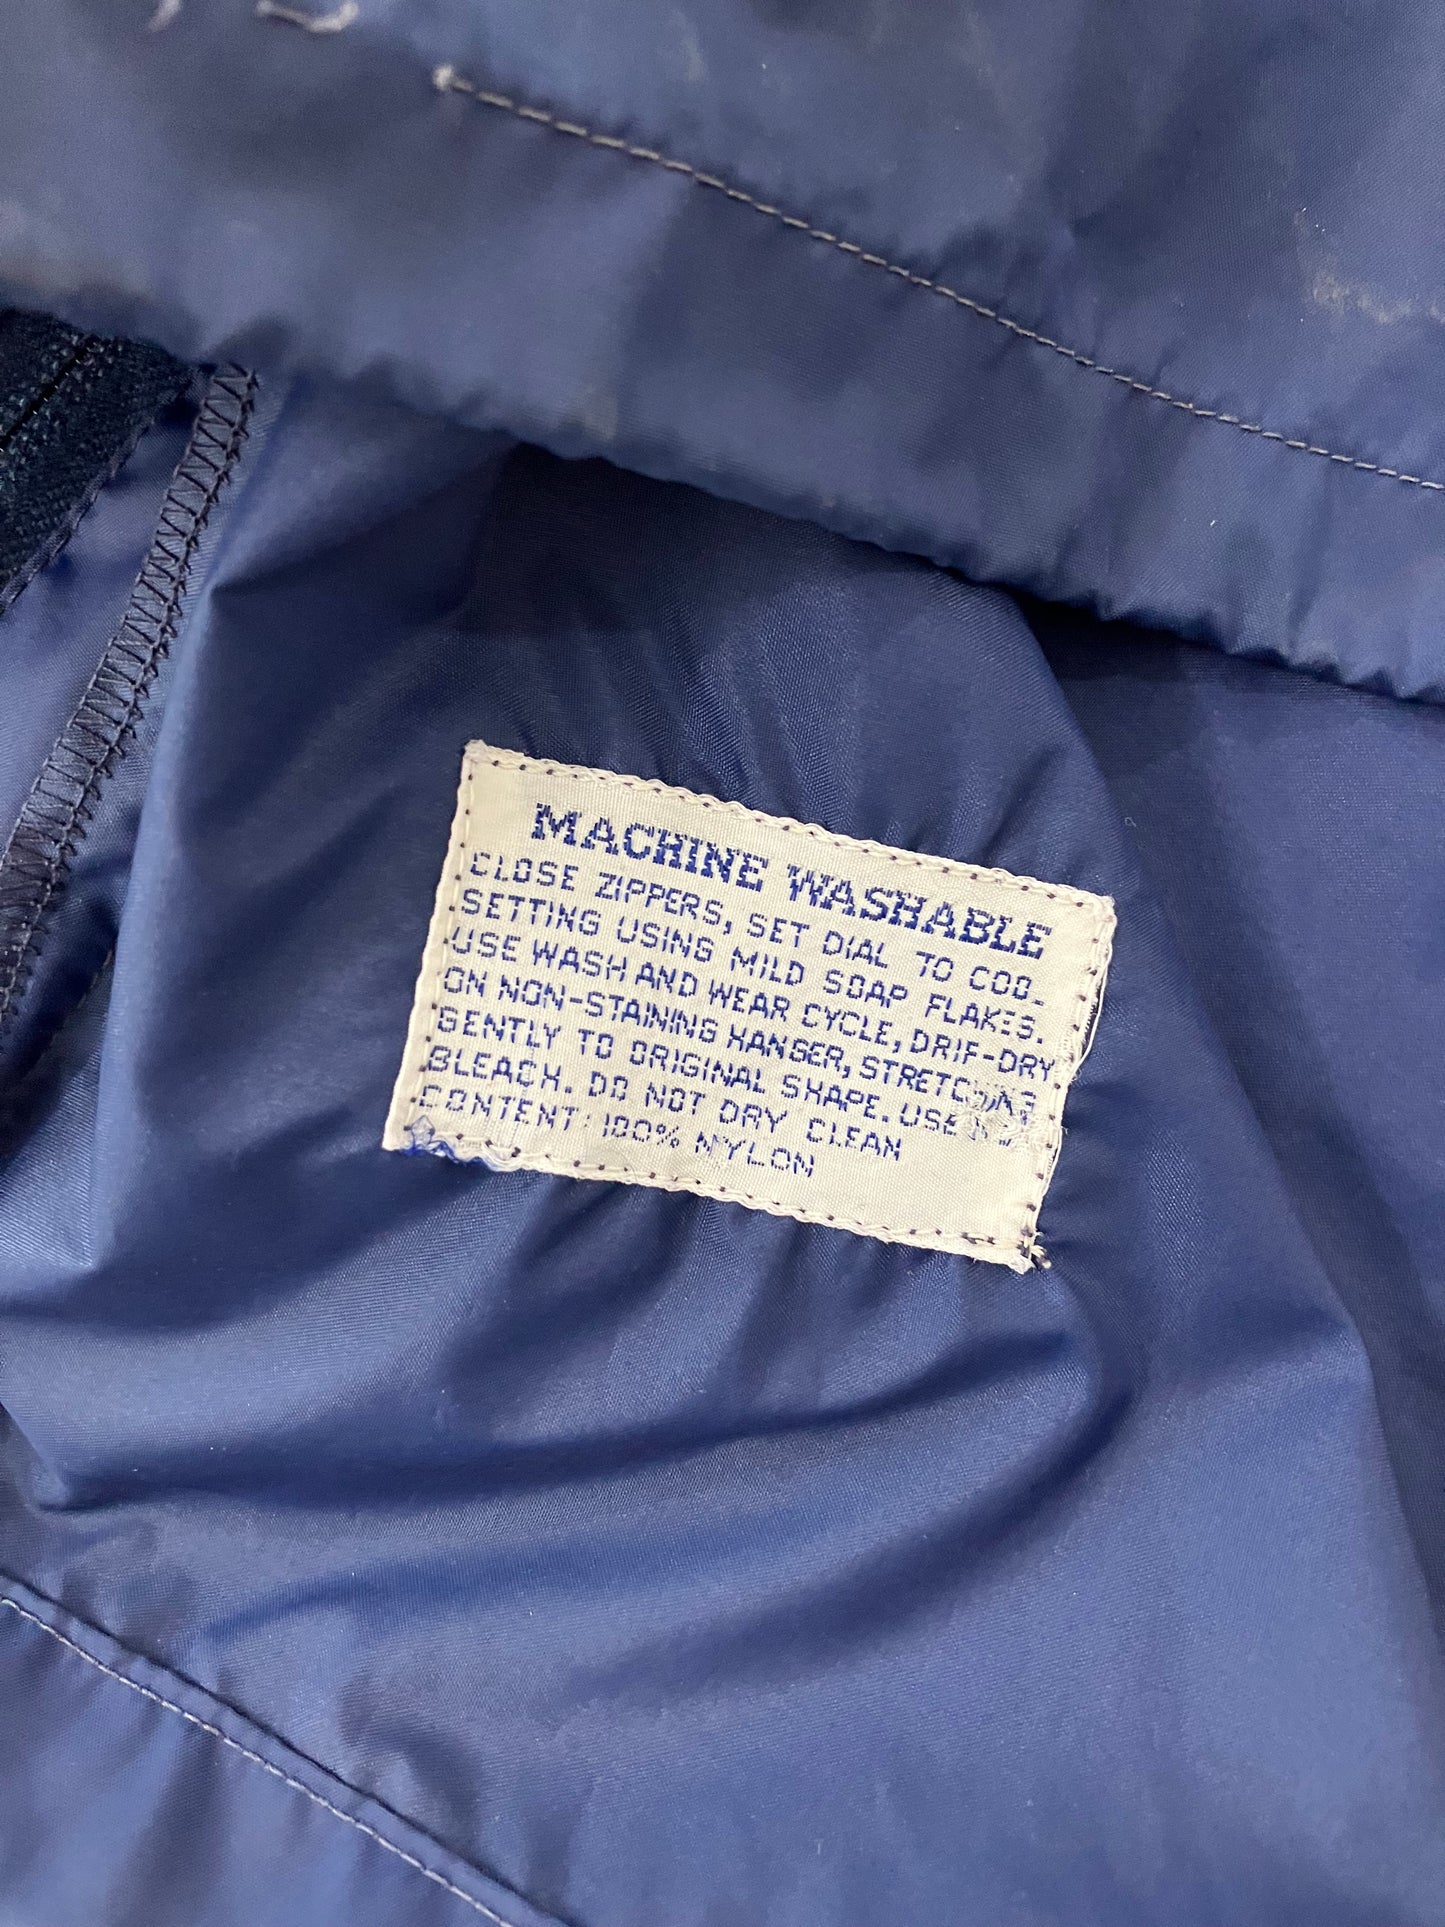 MACHINE WASHABLE
CLOSE ZIPPERS, SET DIAL TO COO-
SETTING USING MILD SOAP FLAKES.
USE WASH AND WEAR CYCLE, DRIF-DRY
ON NON-STAINING HANGER, STRETCHING
GENTLY TO ORIGINAL SHAPE. USE
BLEACH. DO NOT DRY CLEAN
CONTENT: 100% NYLON